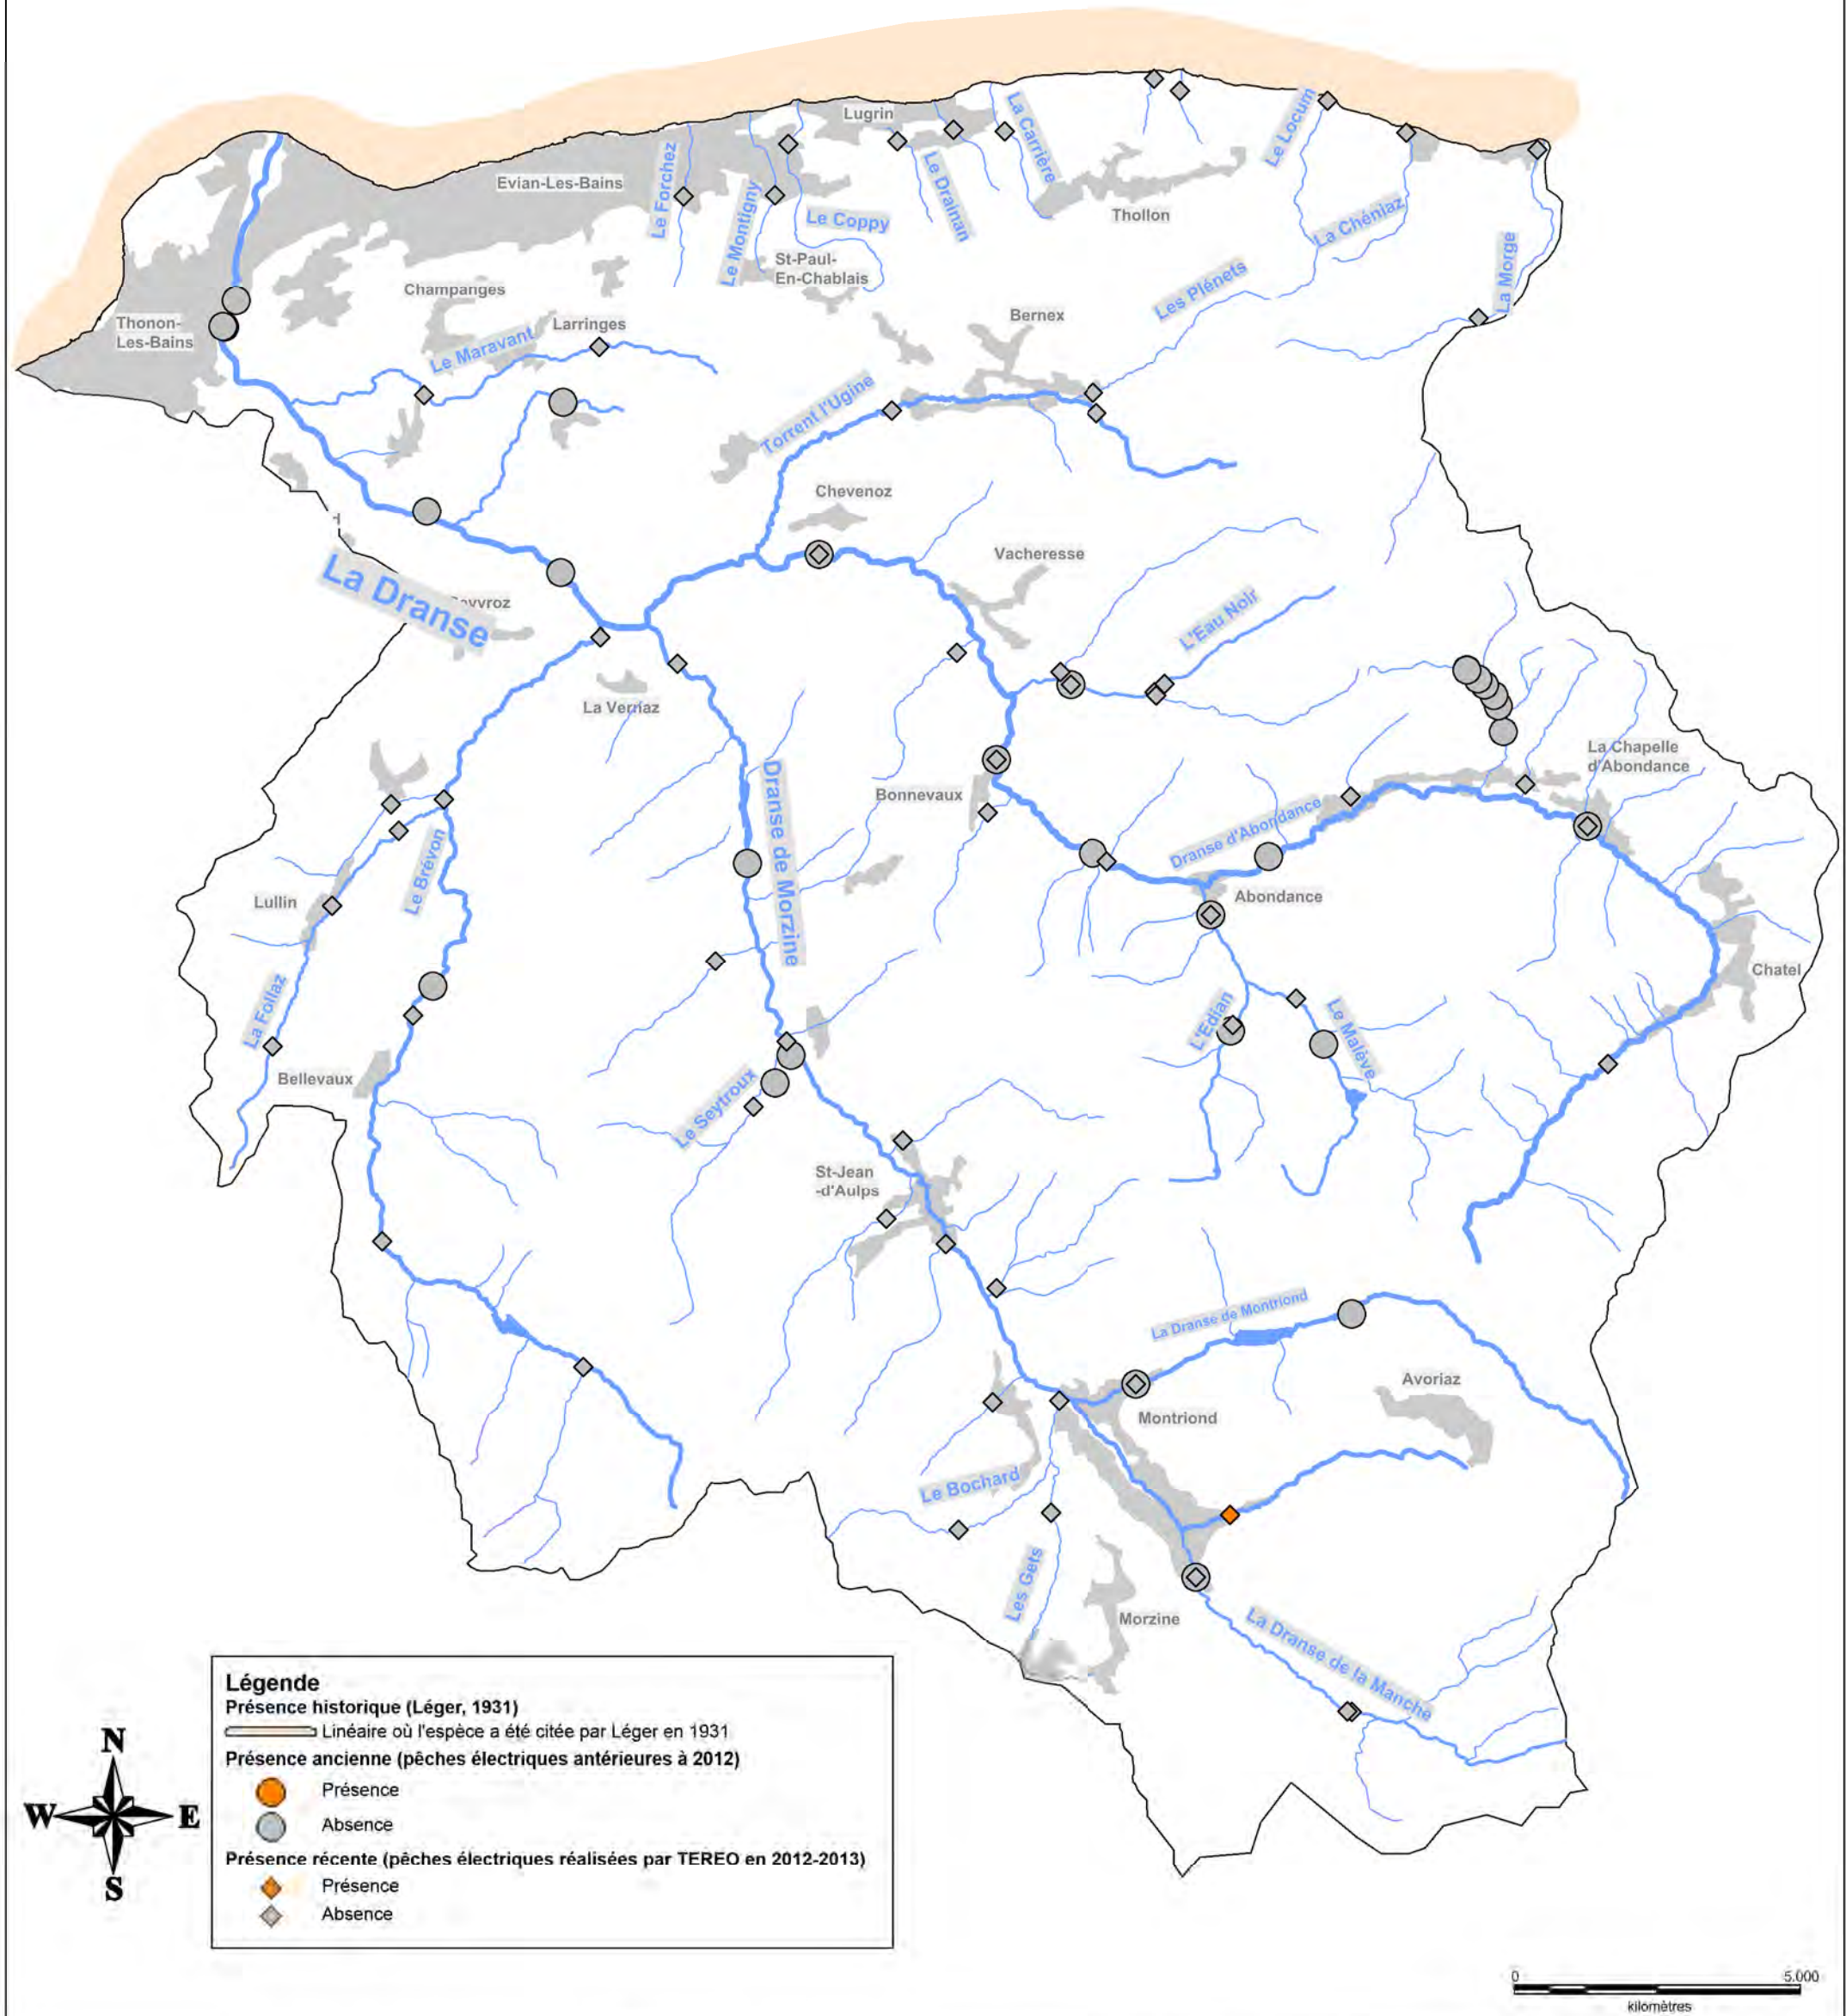 Lugrin
La Carrière
Le Locum
Evian-Les-Bains
Le Forchez
Le Montigny
Le Coppy
Le Drainan
Thollon
La Chéniaz
La Morge
St-Paul-
En-Chablais
Les Plénets
Champanges
Thonon-
Les-Bains
Larringes
Le Maravant
Bernex
Torrent l'Ugine
Chevenoz
Vacheresse
La Dranse
L'Eau Noir
La Verriaz
La Chapelle
d'Abondance
Bonnevaux
Dranse de Morzine
Dranse d'Abondance
Le Brévon
Lullin
Abondance
Chatel
La Follaz
L'Edian
Le Malève
Bellevaux
Le Seytroux
St-Jean
-d'Aulps
La Dranse de Montriond
Avoriaz
Montriond
Le Bochard
Les Gets
Morzine
La Dranse de la Manche
Légende
Présence historique (Léger, 1931)
Linéaire où l'espèce a été citée par Léger en 1931
Présence ancienne (pêches électriques antérieures à 2012)
Présence
Absence
Présence récente (pêches électriques réalisées par TEREO en 2012-2013)
Présence
Absence
N
W E
S
0 5.000
kilomètres